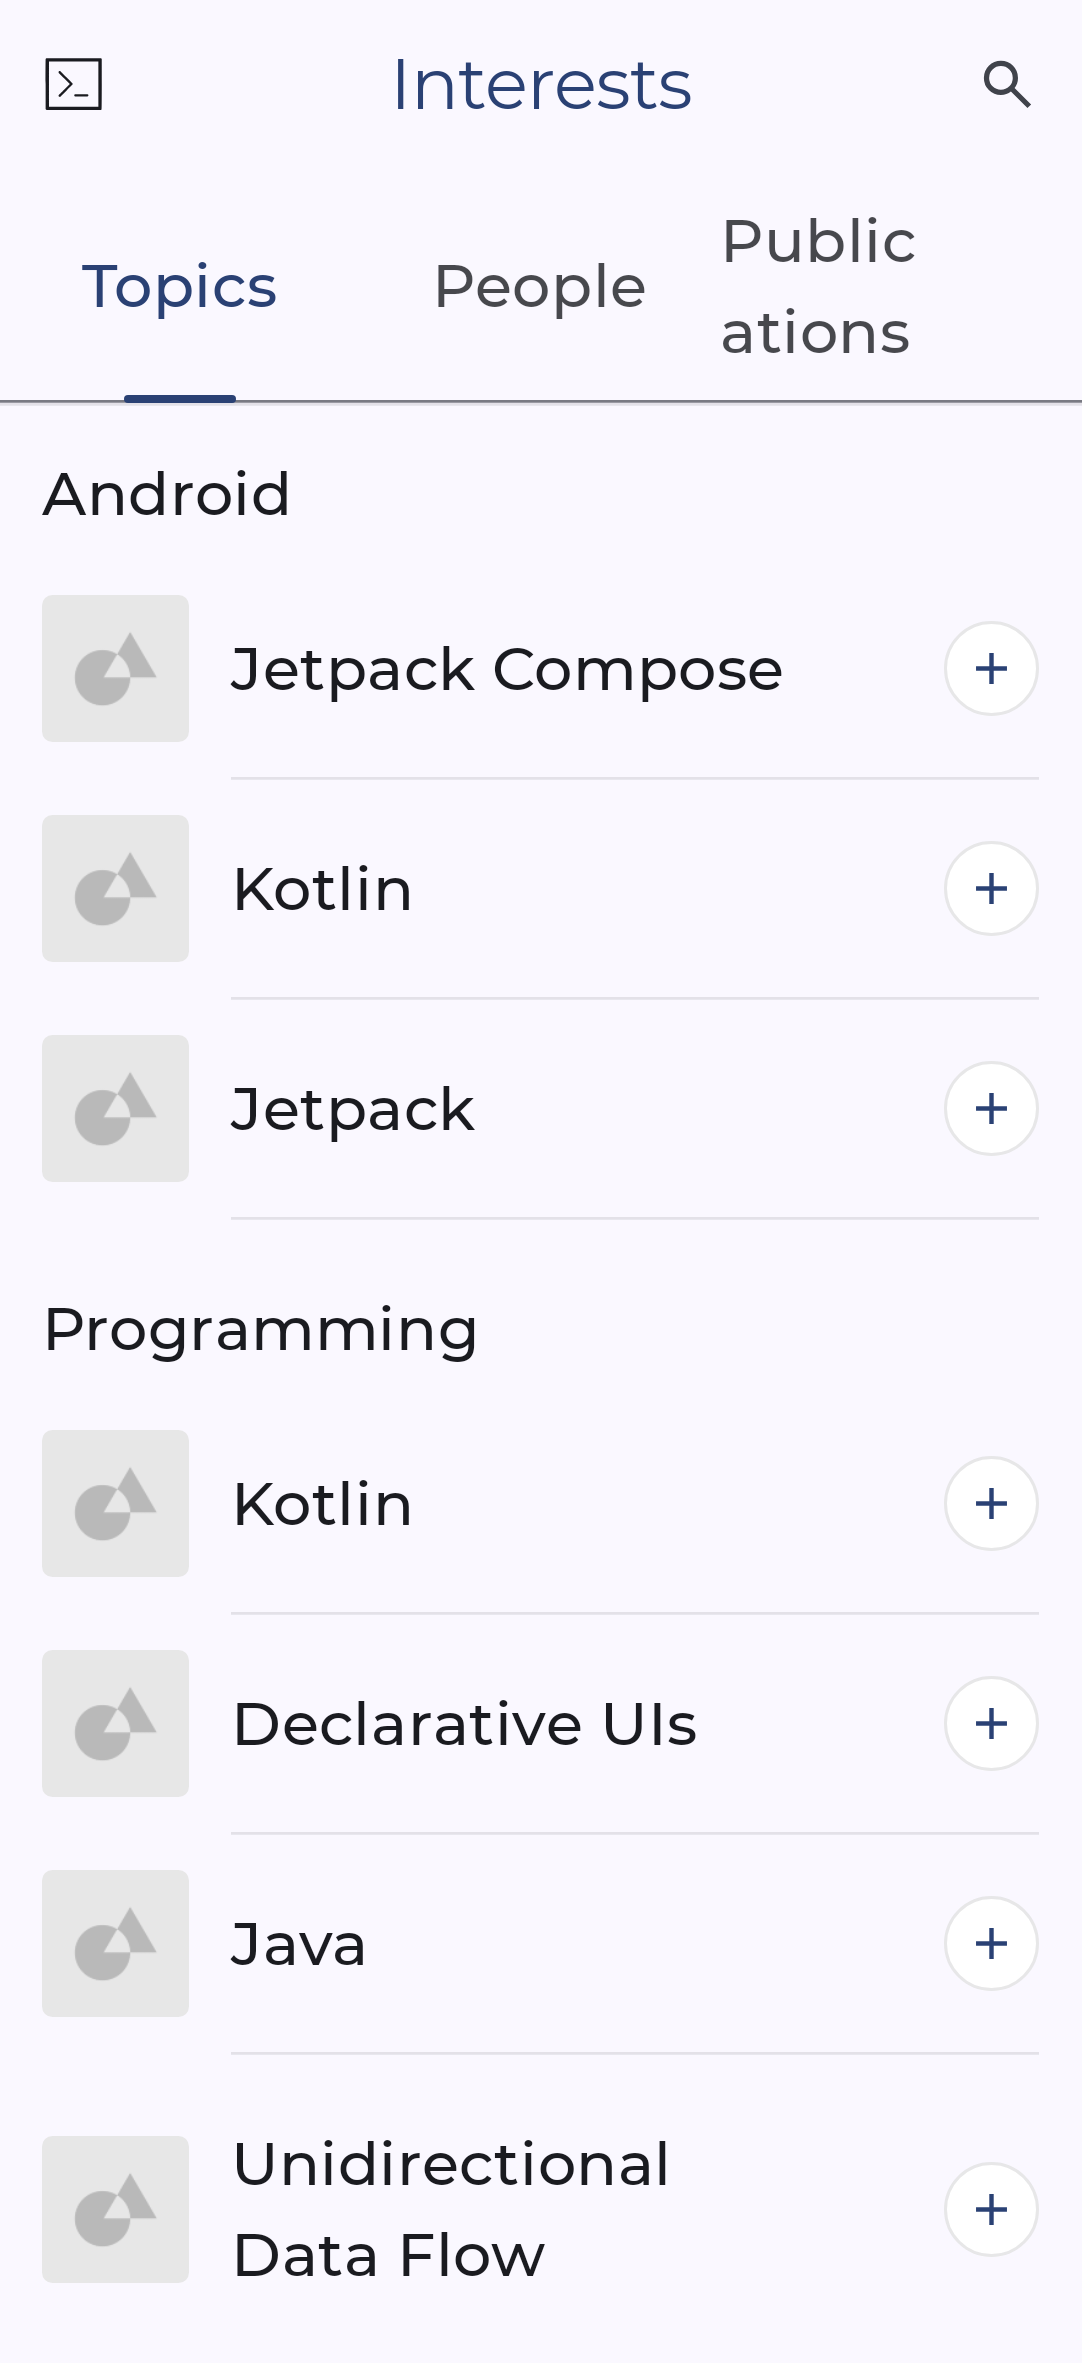 Interests
Topics
People
Public
ations
Android
Jetpack Compose
Kotlin
Jetpack
Programming
Kotlin
Declarative UIs
Java
Unidirectional
Data Flow